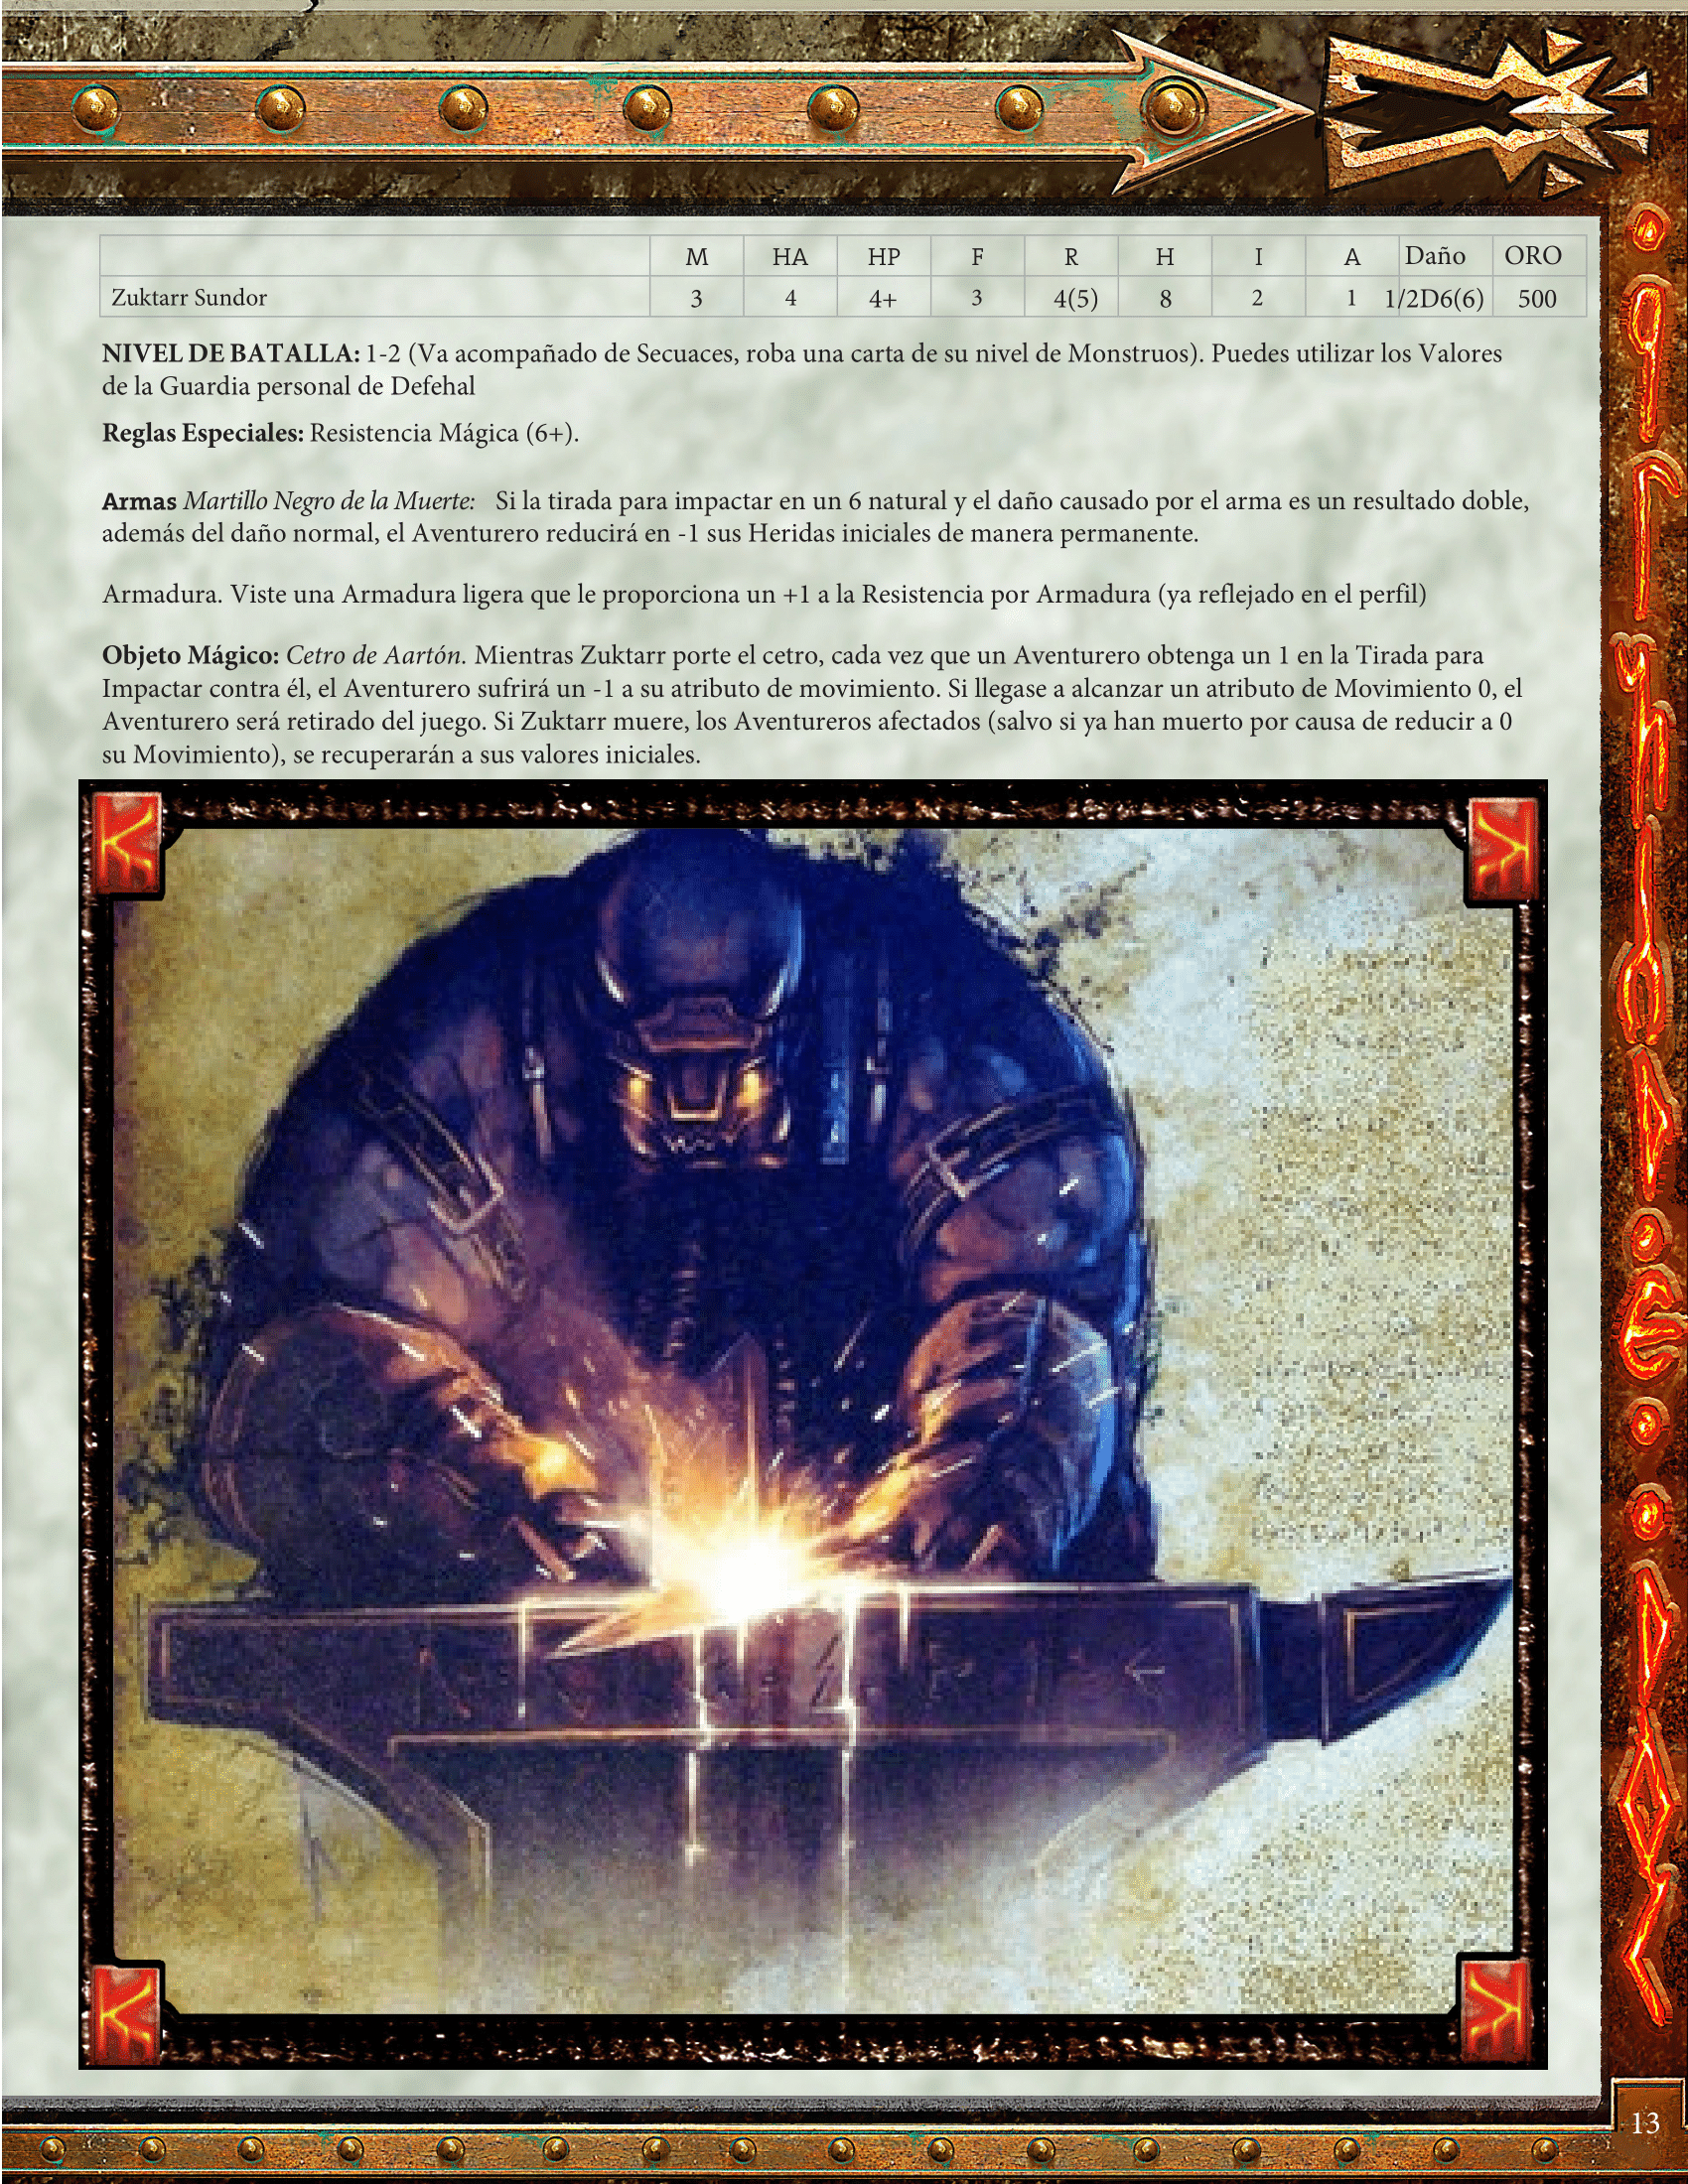 M HA HP F R H I A Daño ORO
Zuktarr Sundor 3 4 4+ 3 4(5) 8 2 1 1/2D6(6) 500
NIVEL DE BATALLA: 1-2 (Va acompañado de Secuaces, roba una carta de su nivel de Monstruos). Puedes utilizar los Valores
de la Guardia personal de Defehal
Reglas Especiales: Resistencia Mágica (6+).
Armas Martillo Negro de la Muerte: Si la tirada para impactar en un 6 natural y el daño causado por el arma es un resultado doble,
además del daño normal, el Aventurero reducirá en -1 sus Heridas iniciales de manera permanente.
Armadura. Viste una Armadura ligera que le proporciona un +1 a la Resistencia por Armadura (ya reflejado en el perfil)
Objeto Mágico: Cetro de Aartón. Mientras Zuktarr porte el cetro, cada vez que un Aventurero obtenga un 1 en la Tirada para
Impactar contra él, el Aventurero sufrirá un -1 a su atributo de movimiento. Si llegase a alcanzar un atributo de Movimiento 0, el
Aventurero será retirado del juego. Si Zuktarr muere, los Aventureros afectados (salvo si ya han muerto por causa de reducir a 0
su Movimiento), se recuperarán a sus valores iniciales.
13